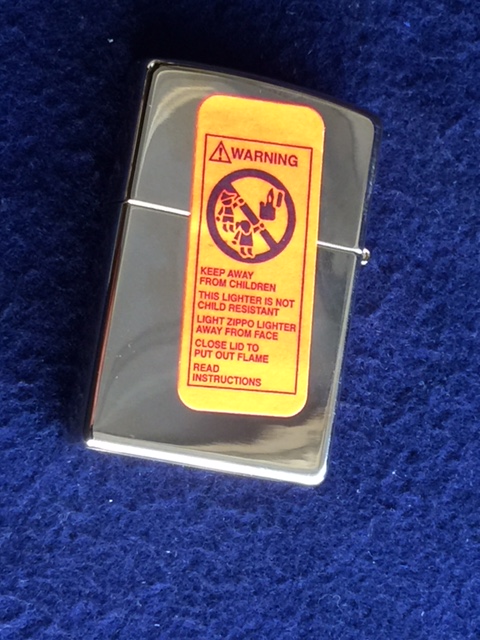 WARNING
KEEP AWAY
FROM CHILDREN
THIS LIGHTER IS NOT
CHILD RESISTANT
LIGHT ZIPPO LIGHTER
AWAY FROM FACE
CLOSE LID TO
PUT OUT FLAME
READ
INSTRUCTIONS